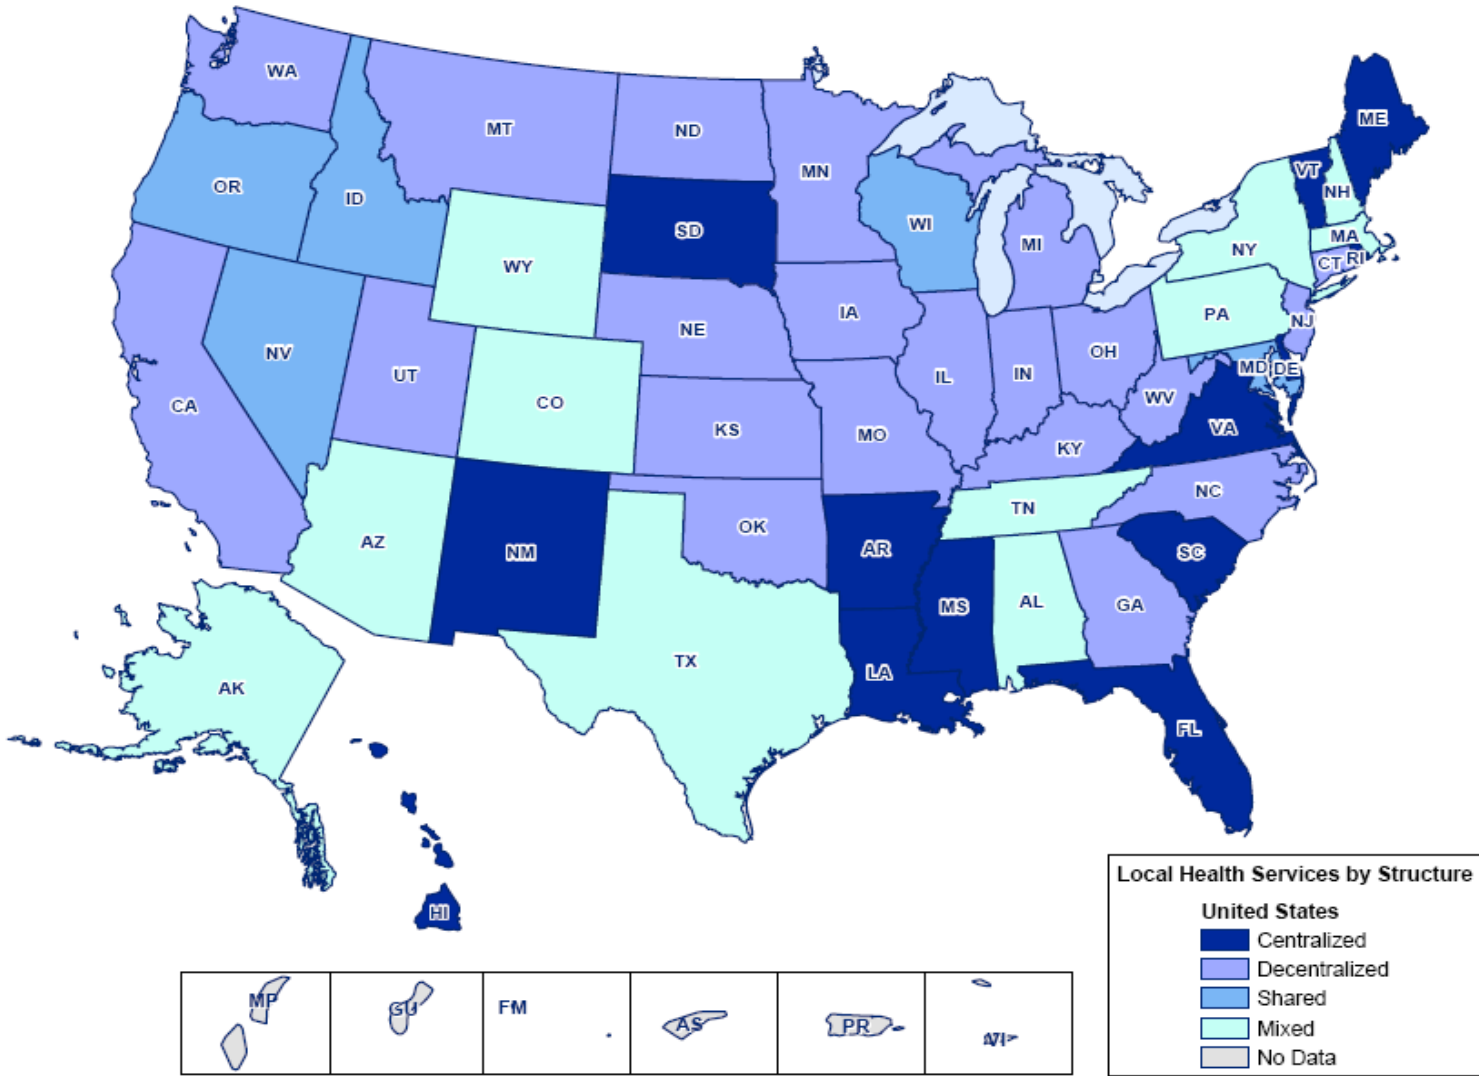 WA
MT
ND
MN
ME
VT
NH
OR
ID
SD
WI
MI
NY
MA
CT
RI
WY
IA
NE
PA
NJ
NV
UT
CO
IL
IN
OH
MD
DE
CA
KS
MO
WV
VA
KY
AZ
NM
OK
AR
TN
NC
SC
MS
AL
GA
TX
LA
AK
FL
HI
Local Health Services by Structure
United States
Centralized
Decentralized
Shared
Mixed
No Data
MP
GU
FM
AS
PR
VI